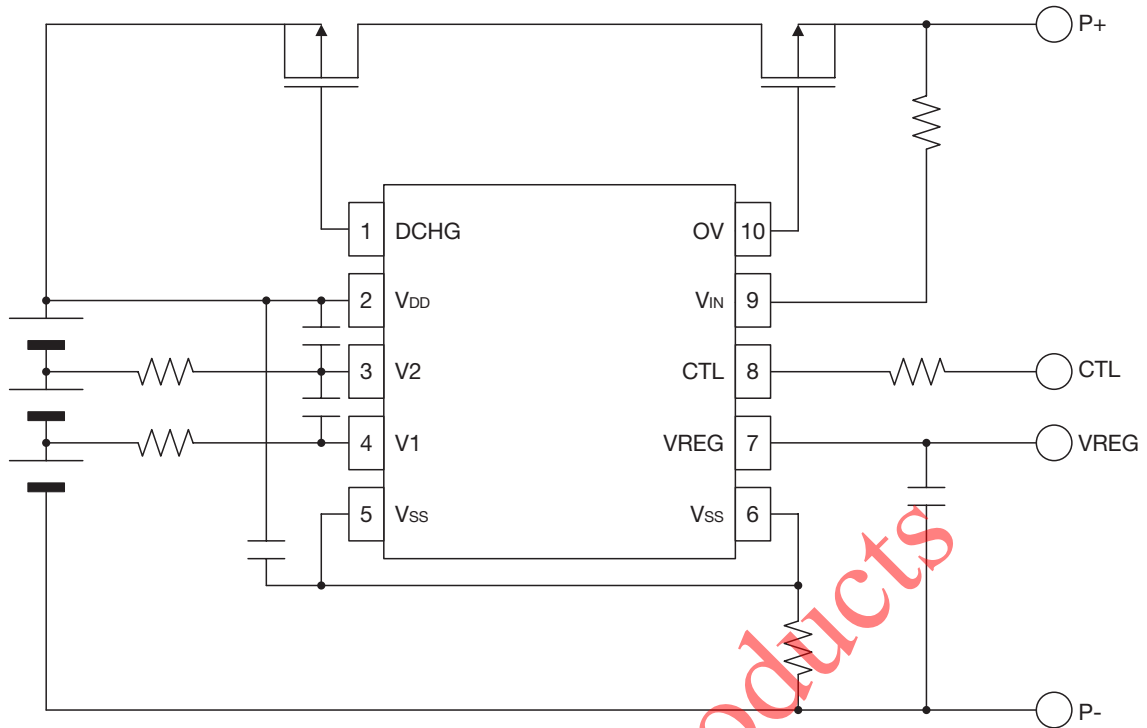 P+
1 DCHG OV 10
2 VDD VIN 9
3 V2 CTL 8 CTL
4 V1 VREG 7 VREG
5 VSS VSS 6
P-